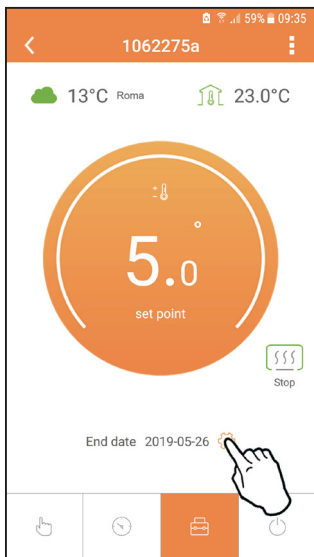 59% 09:35
1062275a
13°C Roma 23.0°C
5.0°
set point
Stop
End date 2019-05-26